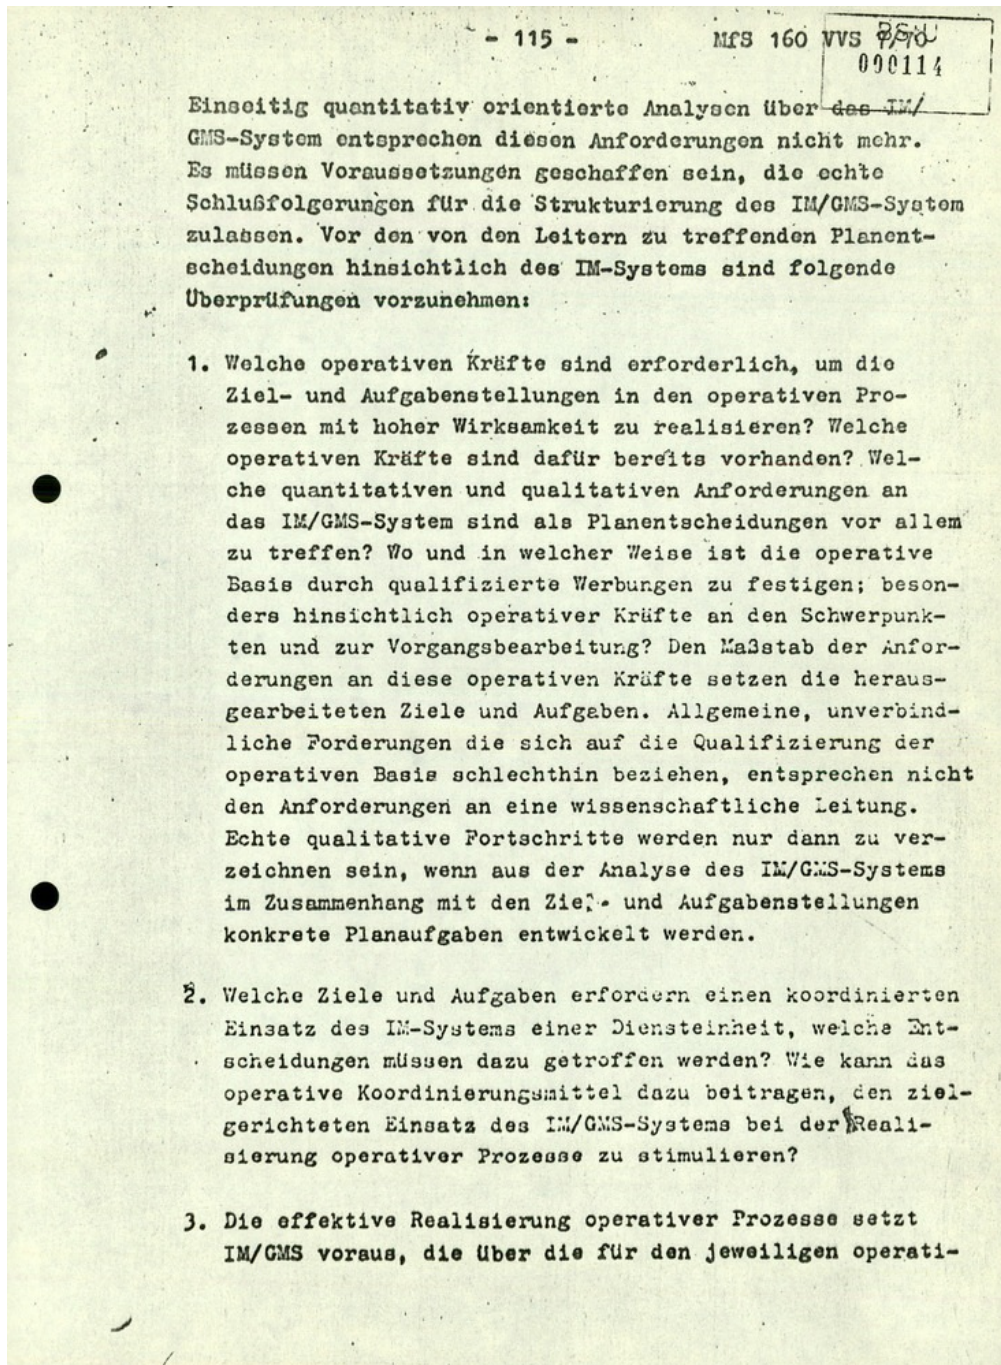 - 115 - MfS 160 VVS
000114
Einseitig quantitativ orientierte Analysen über das IM/
GMS-System entsprechen diesen Anforderungen nicht mehr.
Es müssen Voraussetzungen geschaffen sein, die echte
Schlußfolgerungen für die Strukturierung des IM/GMS-System
zulassen. Vor den von den Leitern zu treffenden Planent-
scheidungen hinsichtlich des IM-Systems sind folgende
Überprüfungen vorzunehmen:
1. Welche operativen Kräfte sind erforderlich, um die
Ziel- und Aufgabenstellungen in den operativen Pro-
zessen mit hoher Wirksamkeit zu realisieren? Welche
operativen Kräfte sind dafür bereits vorhanden? Wel-
che quantitativen und qualitativen Anforderungen an
das IM/GMS-System sind als Planentscheidungen vor allem
zu treffen? Wo und in welcher Weise ist die operative
Basis durch qualifizierte Werbungen zu festigen; beson-
ders hinsichtlich operativer Kräfte an den Schwerpunk-
ten und zur Vorgangsbearbeitung? Den Maßstab der Anfor-
derungen an diese operativen Kräfte setzen die heraus-
gearbeiteten Ziele und Aufgaben. Allgemeine, unverbind-
liche Forderungen die sich auf die Qualifizierung der
operativen Basis schlechthin beziehen, entsprechen nicht
den Anforderungen an eine wissenschaftliche Leitung.
Echte qualitative Fortschritte werden nur dann zu ver-
zeichnen sein, wenn aus der Analyse des IM/GMS-Systems
im Zusammenhang mit den Ziel- und Aufgabenstellungen
konkrete Planaufgaben entwickelt werden.
2. Welche Ziele und Aufgaben erfordern einen koordinierten
Einsatz des IM-Systems einer Diensteinheit, welche Ent-
scheidungen müssen dazu getroffen werden? Wie kann das
operative Koordinierungsmittel dazu beitragen, den ziel-
gerichteten Einsatz des IM/GMS-Systems bei der Reali-
sierung operativer Prozesse zu stimulieren?
3. Die effektive Realisierung operativer Prozesse setzt
IM/GMS voraus, die über die für den jeweiligen operati-